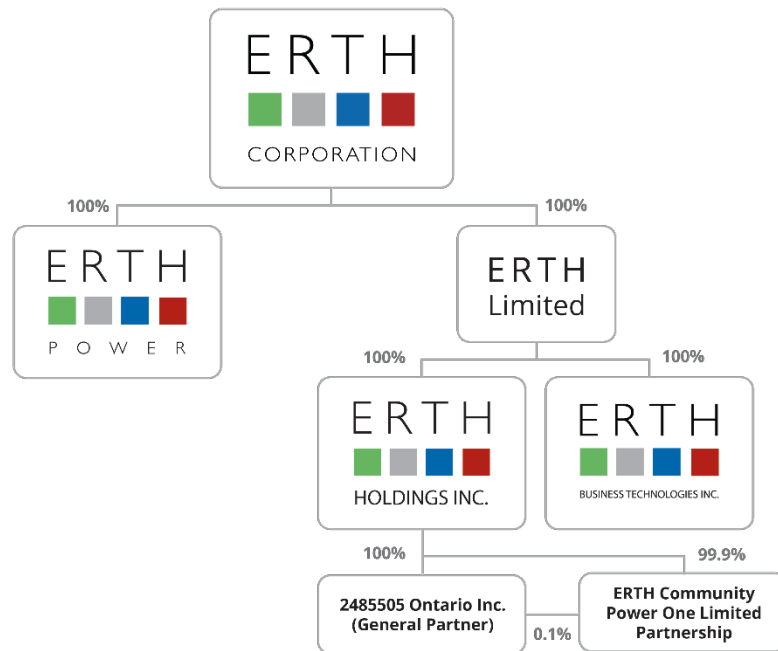 ERTH
CORPORATION
100%
100%
ERTH
POWER
ERTH
Limited
100%
100%
ERTH
HOLDINGS INC.
ERTH
BUSINESS TECHNOLOGIES INC.
100%
99.9%
2485505 Ontario Inc.
(General Partner)
0.1%
ERTH Community
Power One Limited
Partnership